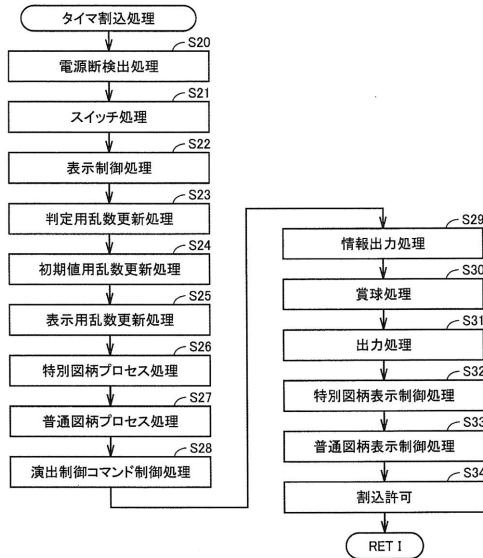 タイマ割込処理
S20
電源断検出処理
S21
スイッチ処理
S22
表示制御処理
S23
判定用乱数更新処理
S24
初期値用乱数更新処理
S25
表示用乱数更新処理
S26
特別図柄プロセス処理
S27
普通図柄プロセス処理
S28
演出制御コマンド制御処理
S29
情報出力処理
S30
賞球処理
S31
出力処理
S32
特別図柄表示制御処理
S33
普通図柄表示制御処理
S34
割込許可
RET I